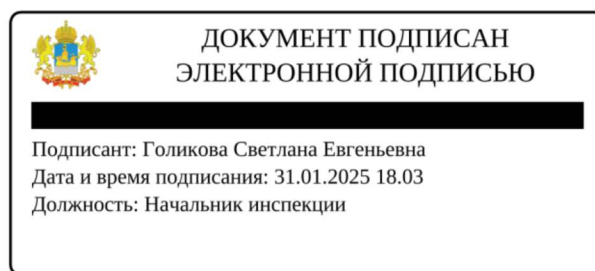 ДОКУМЕНТ ПОДПИСАН
ЭЛЕКТРОННОЙ ПОДПИСЬЮ
Подписант: Голикова Светлана Евгеньевна
Дата и время подписания: 31.01.2025 18.03
Должность: Начальник инспекции